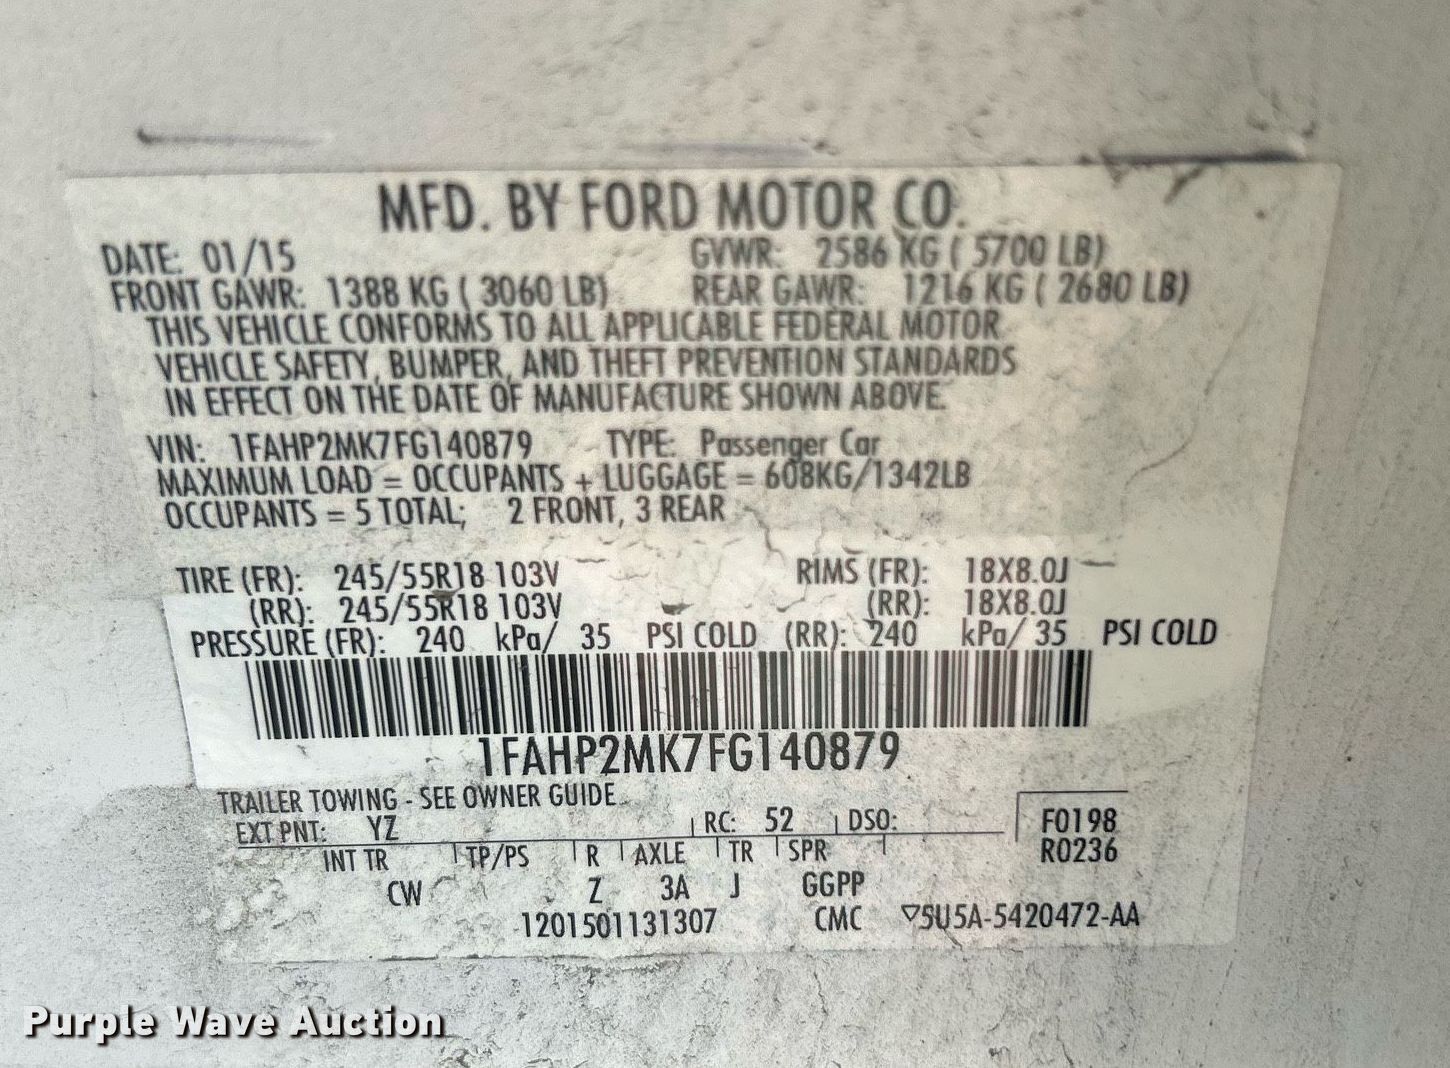 MFD. BY FORD MOTOR CO.
DATE: 01/15 GVWR: 2586 KG ( 5700 LB)
FRONT GAWR: 1388 KG ( 3060 LB) REAR GAWR: 1216 KG ( 2680 LB)
THIS VEHICLE CONFORMS TO ALL APPLICABLE FEDERAL MOTOR
VEHICLE SAFETY, BUMPER, AND THEFT PREVENTION STANDARDS
IN EFFECT ON THE DATE OF MANUFACTURE SHOWN ABOVE.
VIN: 1FAHP2MK7FG140879 TYPE: Passenger Car
MAXIMUM LOAD = OCCUPANTS + LUGGAGE = 608KG/1342LB
OCCUPANTS = 5 TOTAL; 2 FRONT, 3 REAR
TIRE (FR): 245/55R18 103V RIMS (FR): 18X8.0J
(RR): 245/55R18 103V (RR): 18X8.0J
PRESSURE (FR): 240 kPa/ 35 PSI COLD (RR): 240 kPa/ 35 PSI COLD
1FAHP2MK7FG140879
TRAILER TOWING - SEE OWNER GUIDE
EXT PNT: YZ RC: 52 DSO: F0198
INT TR TP/PS R AXLE TR SPR R0236
CW Z 3A J GGPP
1201501131307 CMC ▽5U5A-5420472-AA
Purple Wave Auction